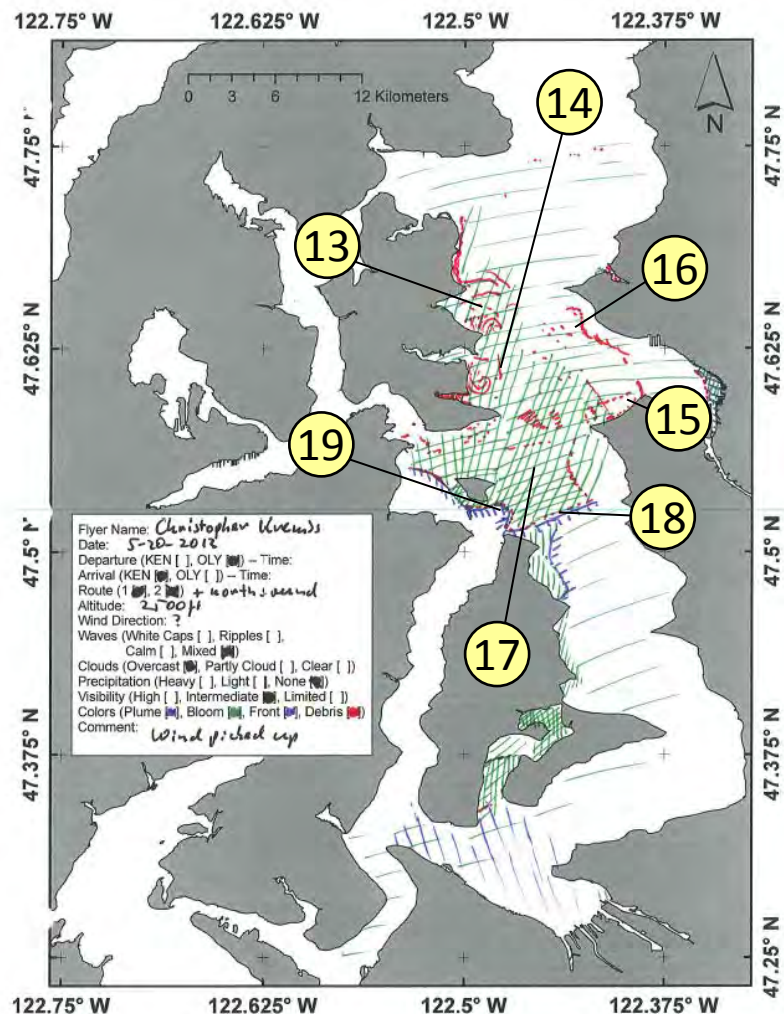 122.75° W 122.625° W 122.5° W 122.375° W
0 3 6 12 Kilometers
N
47.75° N 47.75° N
47.625° N 47.625° N
47.5° N 47.5° N
47.375° N 47.375° N
47.25° N 47.25° N
14
13
16
15
19
18
17
Flyer Name: Christopher Krembs
Date: 5-20-2013
Departure (KEN [ ], OLY [ ]) – Time:
Arrival (KEN [ ], OLY [ ]) – Time:
Route (1 [ ], 2 [ ]) + north sound
Altitude: 2500 ft
Wind Direction: ?
Waves (White Caps [ ], Ripples [ ],
Calm [ ], Mixed [ ])
Clouds (Overcast [ ], Partly Cloud [ ], Clear [ ])
Precipitation (Heavy [ ], Light [ ], None [ ])
Visibility (High [ ], Intermediate [ ], Limited [ ])
Colors (Plume [ ], Bloom [ ], Front [ ], Debris [ ])
Comment: Wind picked up
122.75° W 122.625° W 122.5° W 122.375° W